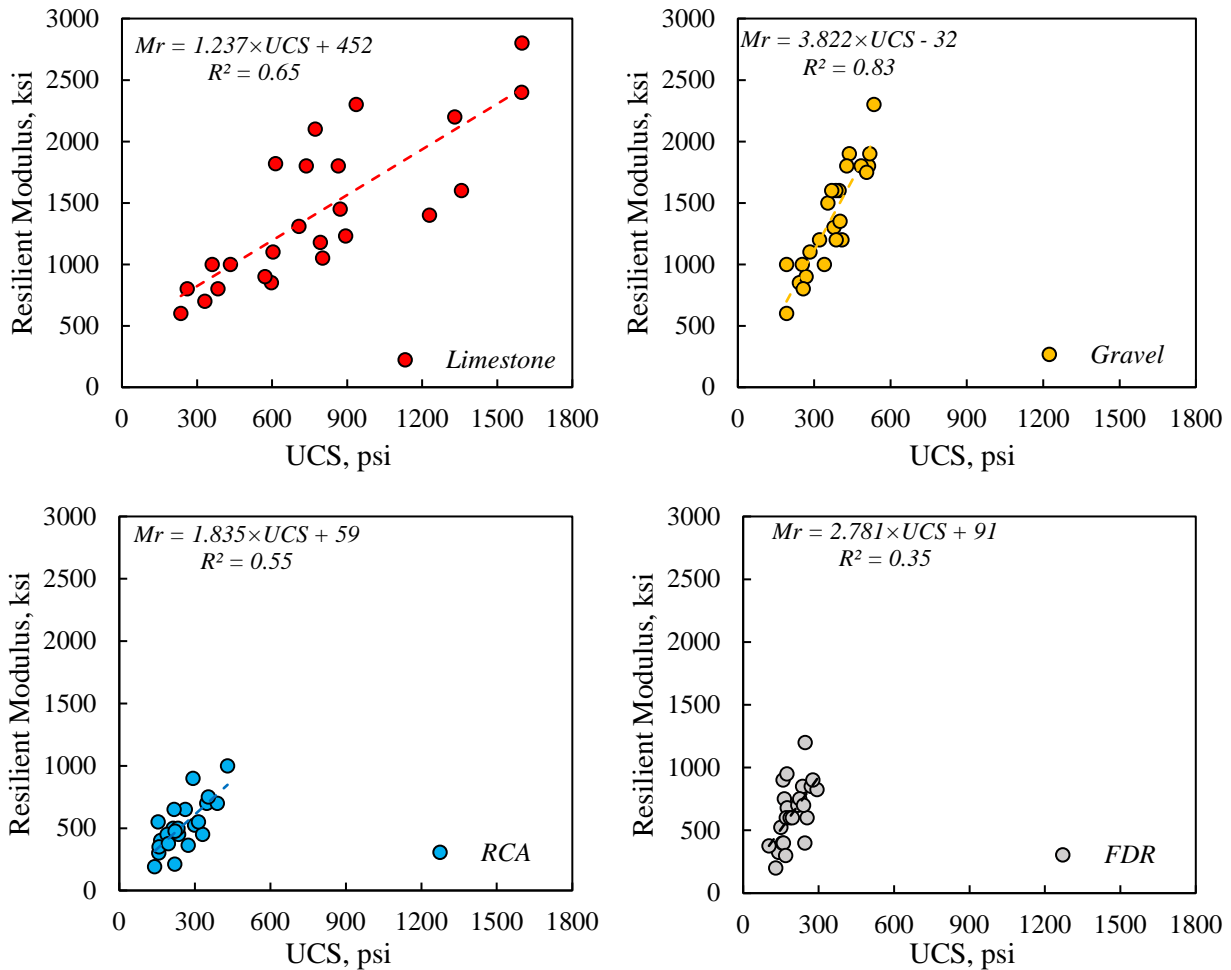 Mr = 1.237×UCS + 452
R² = 0.65
Resilient Modulus, ksi
3000
2500
2000
1500
1000
500
0
Limestone
0 300 600 900 1200 1500 1800
UCS, psi
Mr = 3.822×UCS - 32
R² = 0.83
Resilient Modulus, ksi
3000
2500
2000
1500
1000
500
0
Gravel
0 300 600 900 1200 1500 1800
UCS, psi
Mr = 1.835×UCS + 59
R² = 0.55
Resilient Modulus, ksi
3000
2500
2000
1500
1000
500
0
RCA
0 300 600 900 1200 1500 1800
UCS, psi
Mr = 2.781×UCS + 91
R² = 0.35
Resilient Modulus, ksi
3000
2500
2000
1500
1000
500
0
FDR
0 300 600 900 1200 1500 1800
UCS, psi